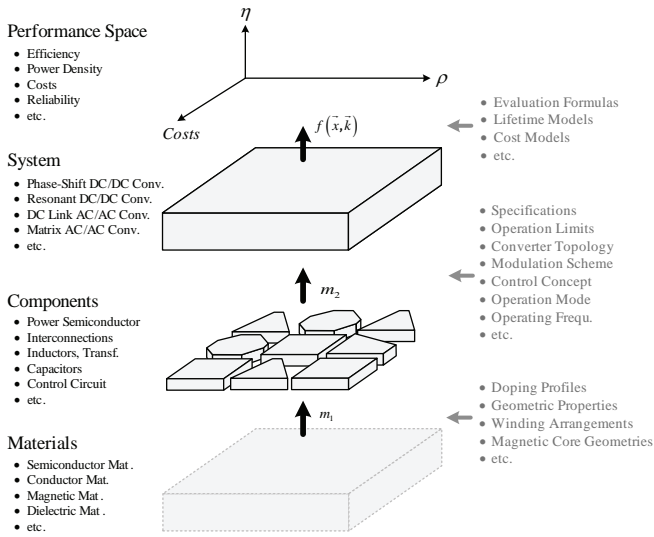 η
Performance Space
• Efficiency
• Power Density
• Costs
• Reliability
• etc.
ρ
Costs
f(x⃗,k⃗)
• Evaluation Formulas
• Lifetime Models
• Cost Models
• etc.
System
• Phase-Shift DC/DC Conv.
• Resonant DC/DC Conv.
• DC Link AC/AC Conv.
• Matrix AC/AC Conv.
• etc.
• Specifications
• Operation Limits
• Converter Topology
• Modulation Scheme
• Control Concept
• Operation Mode
• Operating Frequ.
• etc.
m₂
Components
• Power Semiconductor
• Interconnections
• Inductors, Transf.
• Capacitors
• Control Circuit
• etc.
m₁
• Doping Profiles
• Geometric Properties
• Winding Arrangements
• Magnetic Core Geometries
• etc.
Materials
• Semiconductor Mat.
• Conductor Mat.
• Magnetic Mat.
• Dielectric Mat.
• etc.